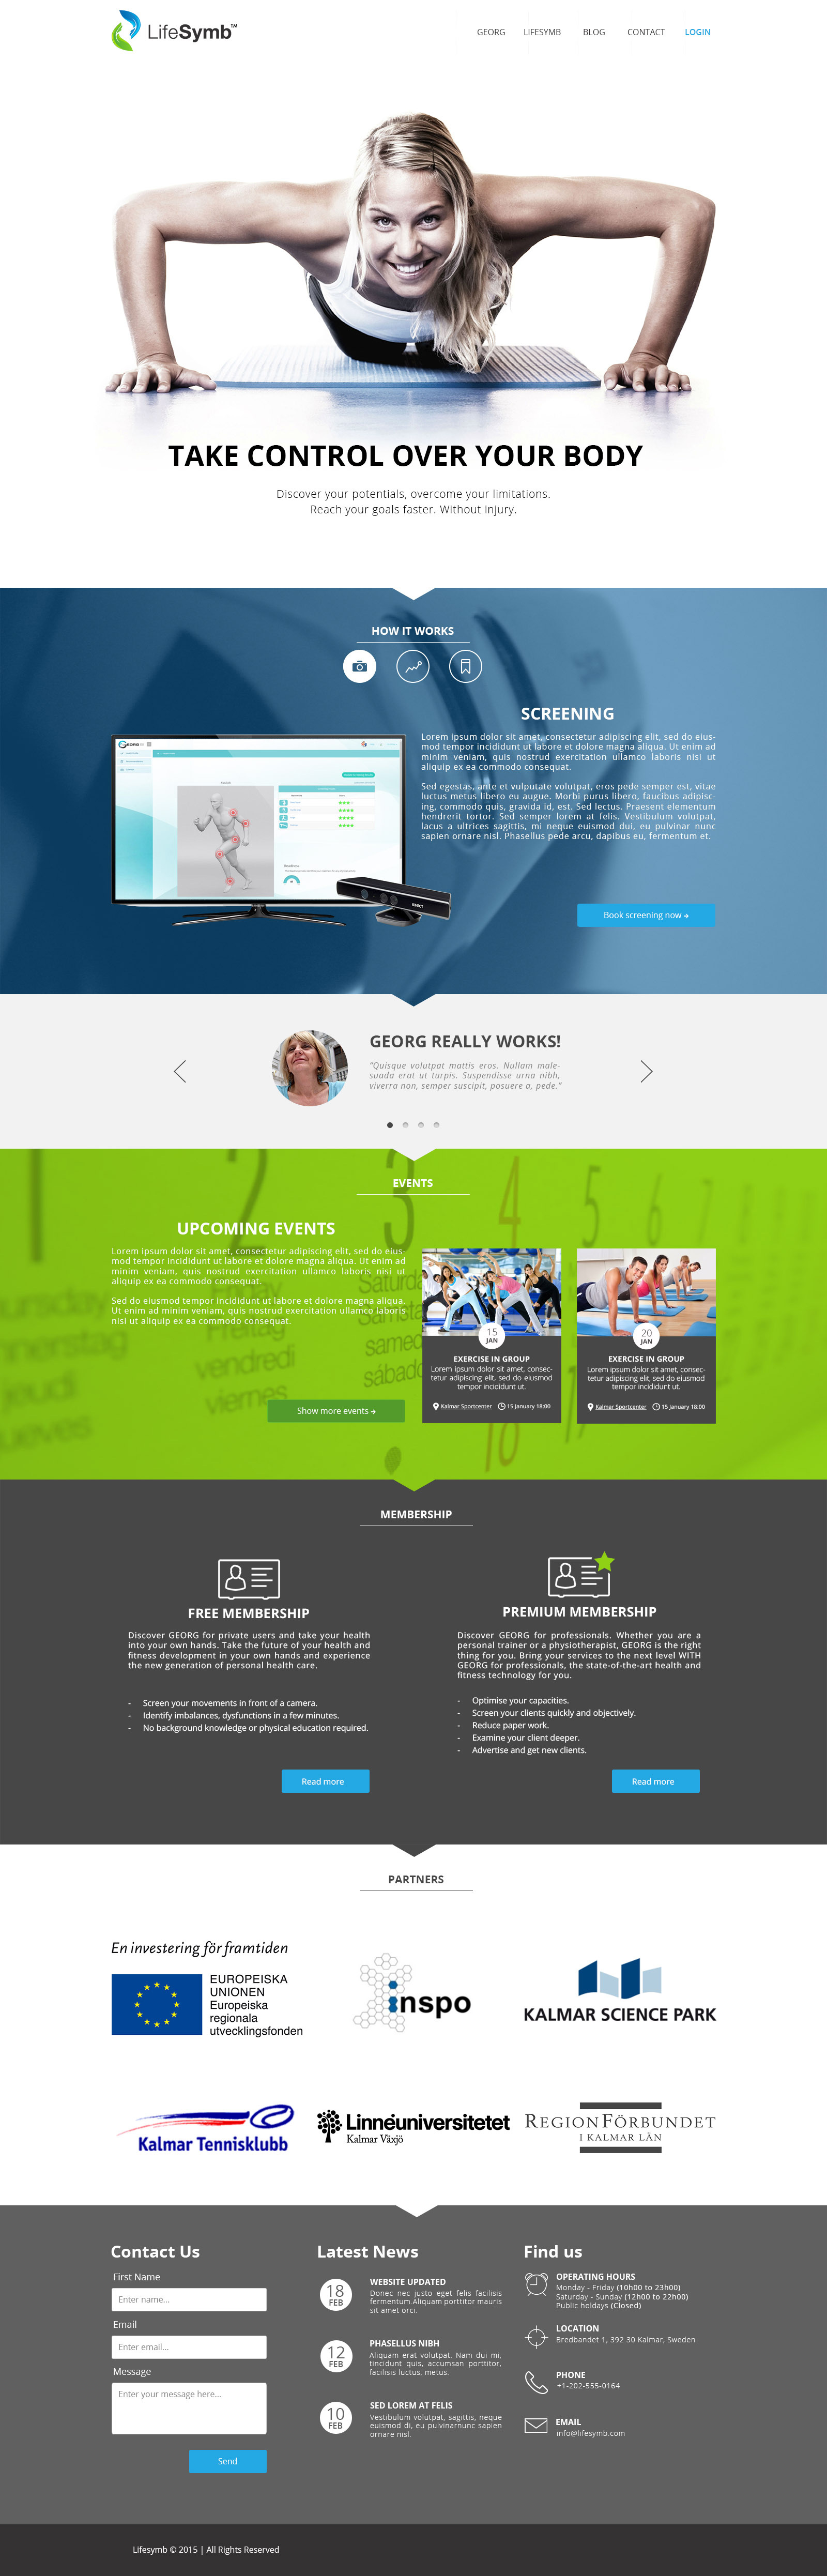 LifeSymb™
GEORG LIFESYMB BLOG CONTACT LOGIN
TAKE CONTROL OVER YOUR BODY
Discover your potentials, overcome your limitations.
Reach your goals faster. Without injury.
HOW IT WORKS
SCREENING
Lorem ipsum dolor sit amet, consectetur adipiscing elit, sed do eius-
mod tempor incididunt ut labore et dolore magna aliqua. Ut enim ad
minim veniam, quis nostrud exercitation ullamco laboris nisi ut
aliquip ex ea commodo consequat.
Sed egestas, ante et vulputate volutpat, eros pede semper est, vitae
luctus metus libero eu augue. Morbi purus libero, faucibus adipisc-
ing, commodo quis, gravida id, est. Sed lectus. Praesent elementum
hendrerit tortor. Sed semper lorem at felis. Vestibulum volutpat,
lacus a ultrices sagittis, mi neque euismod dui, eu pulvinar nunc
sapien ornare nisl. Phasellus pede arcu, dapibus eu, fermentum et.
Book screening now →
GEORG REALLY WORKS!
“Quisque volutpat mattis eros. Nullam male-
suada erat ut turpis. Suspendisse urna nibh,
viverra non, semper suscipit, posuere a, pede.”
EVENTS
UPCOMING EVENTS
Lorem ipsum dolor sit amet, consectetur adipiscing elit, sed do eius-
mod tempor incididunt ut labore et dolore magna aliqua. Ut enim ad
minim veniam, quis nostrud exercitation ullamco laboris nisi ut
aliquip ex ea commodo consequat.
Sed do eiusmod tempor incididunt ut labore et dolore magna aliqua.
Ut enim ad minim veniam, quis nostrud exercitation ullamco laboris
nisi ut aliquip ex ea commodo consequat.
Show more events →
15
JAN
EXERCISE IN GROUP
Lorem ipsum dolor sit amet, consec-
tetur adipiscing elit, sed do eiusmod
tempor incididunt ut.
Kalmar Sportcenter 15 January 18:00
20
JAN
EXERCISE IN GROUP
Lorem ipsum dolor sit amet, consec-
tetur adipiscing elit, sed do eiusmod
tempor incididunt ut.
Kalmar Sportcenter 15 January 18:00
MEMBERSHIP
FREE MEMBERSHIP
Discover GEORG for private users and take your health
into your own hands. Take the future of your health and
fitness development in your own hands and experience
the new generation of personal health care.
- Screen your movements in front of a camera.
- Identify imbalances, dysfunctions in a few minutes.
- No background knowledge or physical education required.
Read more
PREMIUM MEMBERSHIP
Discover GEORG for professionals. Whether you are a
personal trainer or a physiotherapist, GEORG is the right
thing for you. Bring your services to the next level WITH
GEORG for professionals, the state-of-the-art health and
fitness technology for you.
- Optimise your capacities.
- Screen your clients quickly and objectively.
- Reduce paper work.
- Examine your client deeper.
- Advertise and get new clients.
Read more
PARTNERS
En investering för framtiden
EUROPEISKA
UNIONEN
Europeiska
regionala
utvecklingsfonden
inspo
KALMAR SCIENCE PARK
Kalmar Tennisklubb
Linnéuniversitetet
Kalmar Växjö
REGIONFÖRBUNDET
I KALMAR LÄN
Contact Us
First Name
Enter name...
Email
Enter email...
Message
Enter your message here...
Send
Latest News
18
FEB
WEBSITE UPDATED
Donec nec justo eget felis facilisis
fermentum.Aliquam porttitor mauris
sit amet orci.
12
FEB
PHASELLUS NIBH
Aliquam erat volutpat. Nam dui mi,
tincidunt quis, accumsan porttitor,
facilisis luctus, metus.
10
FEB
SED LOREM AT FELIS
Vestibulum volutpat, sagittis, neque
euismod di, eu pulvinarnunc sapien
ornare nisl.
Find us
OPERATING HOURS
Monday - Friday (10h00 to 23h00)
Saturday - Sunday (12h00 to 22h00)
Public holdays (Closed)
LOCATION
Bredbandet 1, 392 30 Kalmar, Sweden
PHONE
+1-202-555-0164
EMAIL
info@lifesymb.com
Lifesymb © 2015 | All Rights Reserved